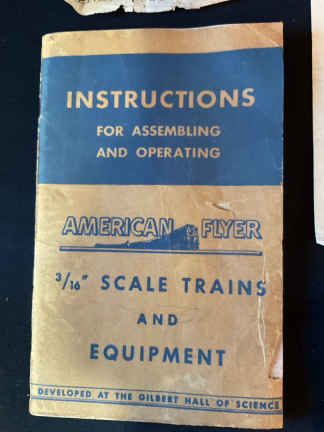 INSTRUCTIONS
FOR ASSEMBLING
AND OPERATING
AMERICAN FLYER
3/16" SCALE TRAINS
AND
EQUIPMENT
DEVELOPED AT THE GILBERT HALL OF SCIENCE